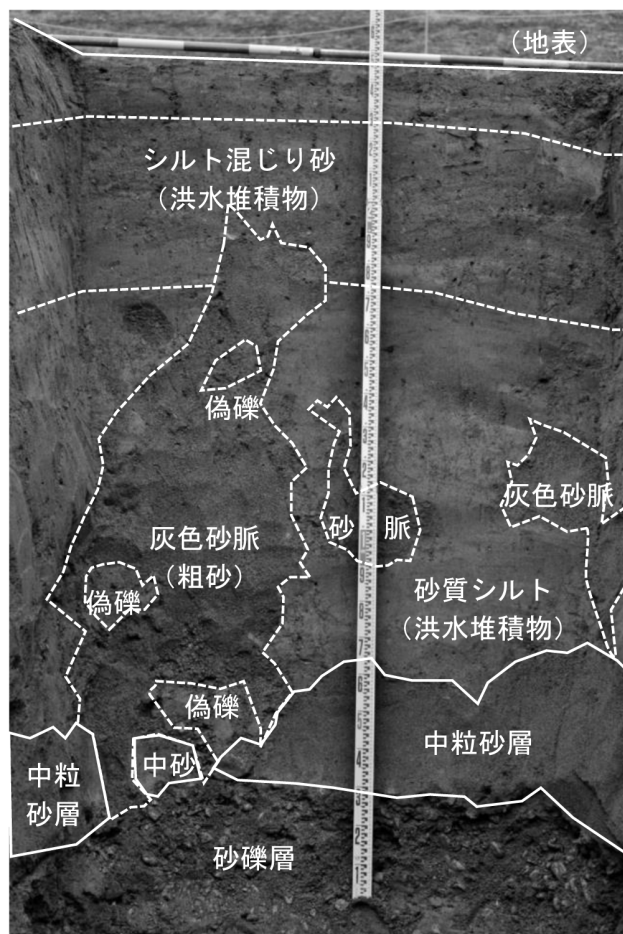 （地表）
シルト混じり砂
（洪水堆積物）
偽礫
灰色砂脈
砂 脈
灰色砂脈
（粗砂）
偽礫
砂質シルト
（洪水堆積物）
偽礫
中粒砂層
中砂
中粒
砂層
砂礫層